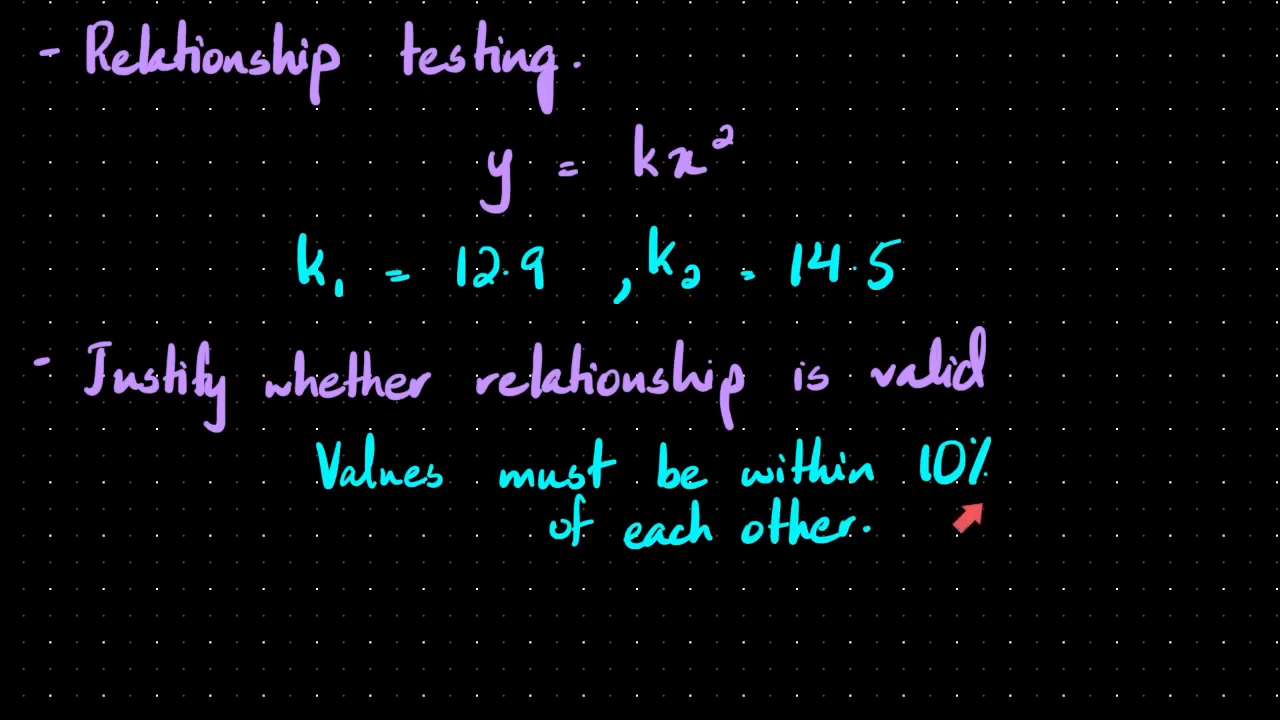 - Relationship testing.
y = kx²
k₁ = 12.9 , k₂ = 14.5
- Justify whether relationship is valid
Values must be within 10%
of each other.